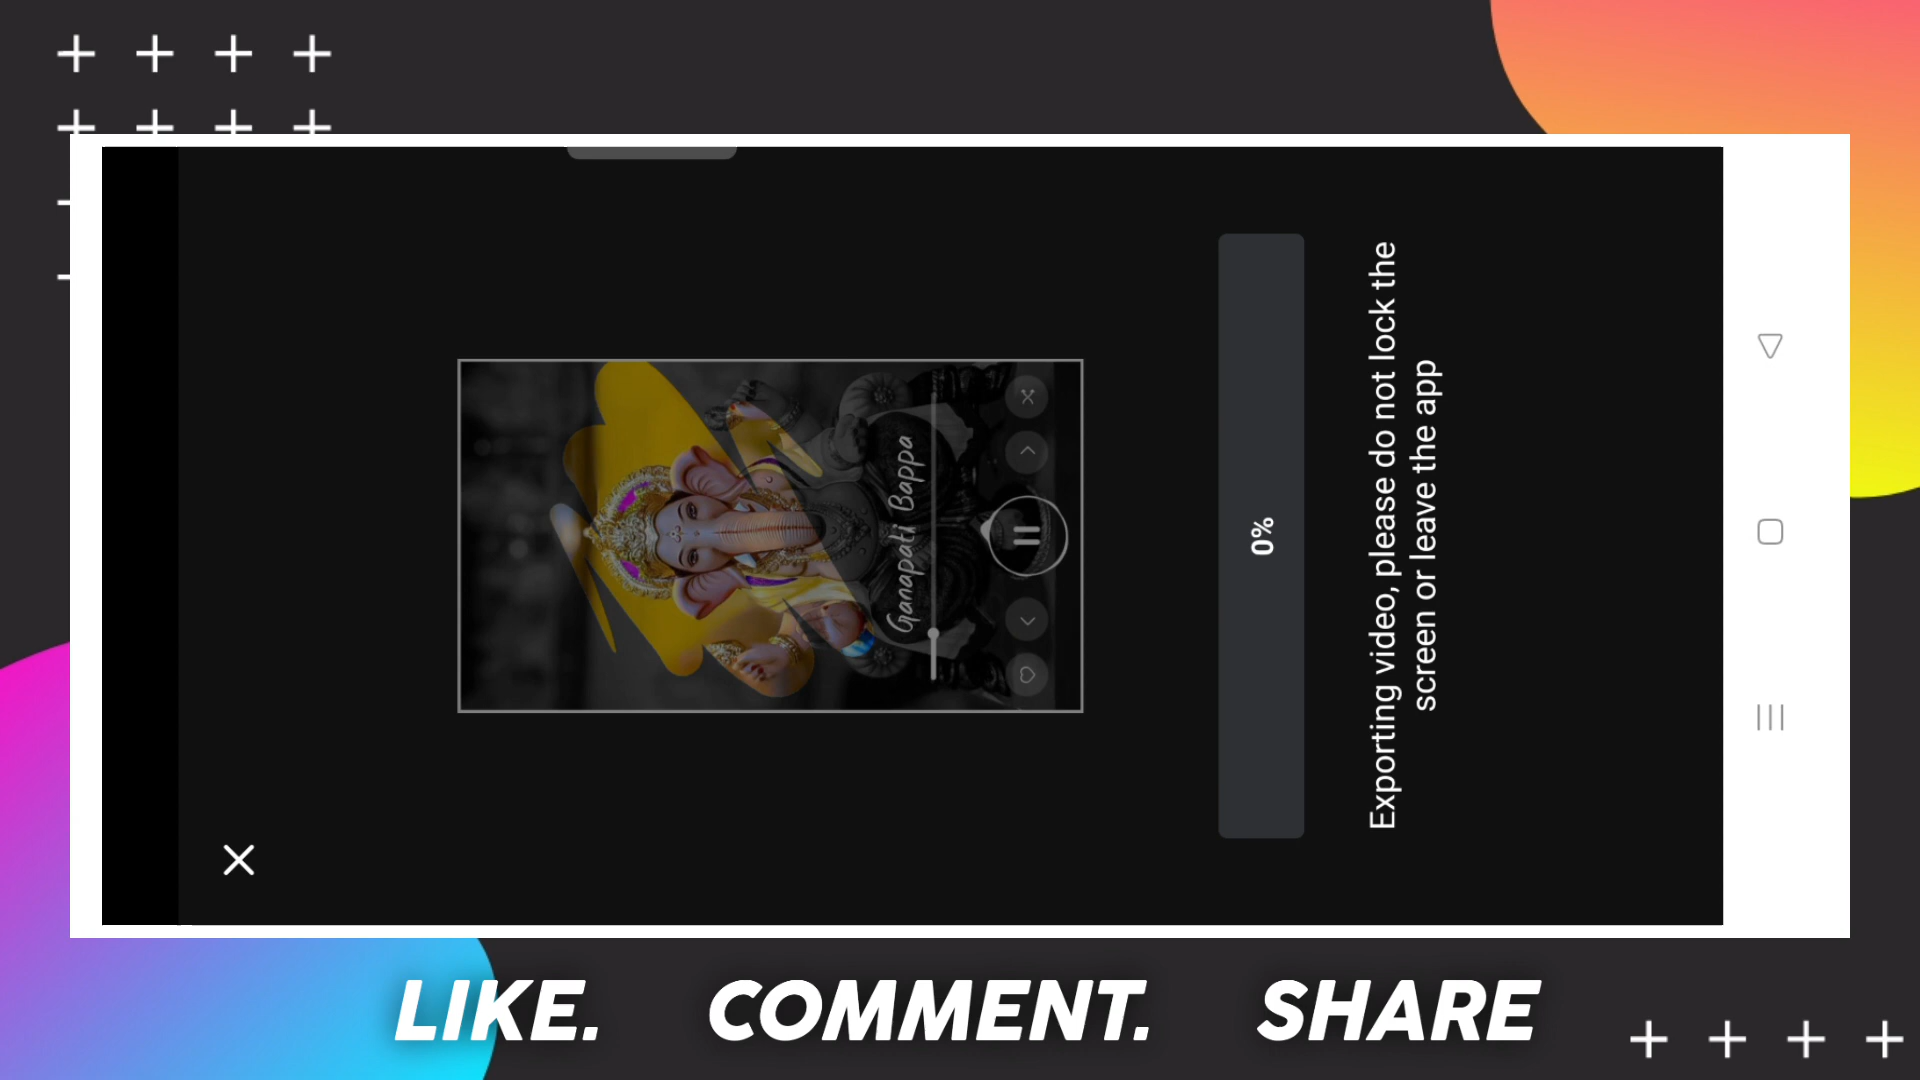 Ganapati Bappa
0%
Exporting video, please do not lock the
screen or leave the app
LIKE. COMMENT. SHARE